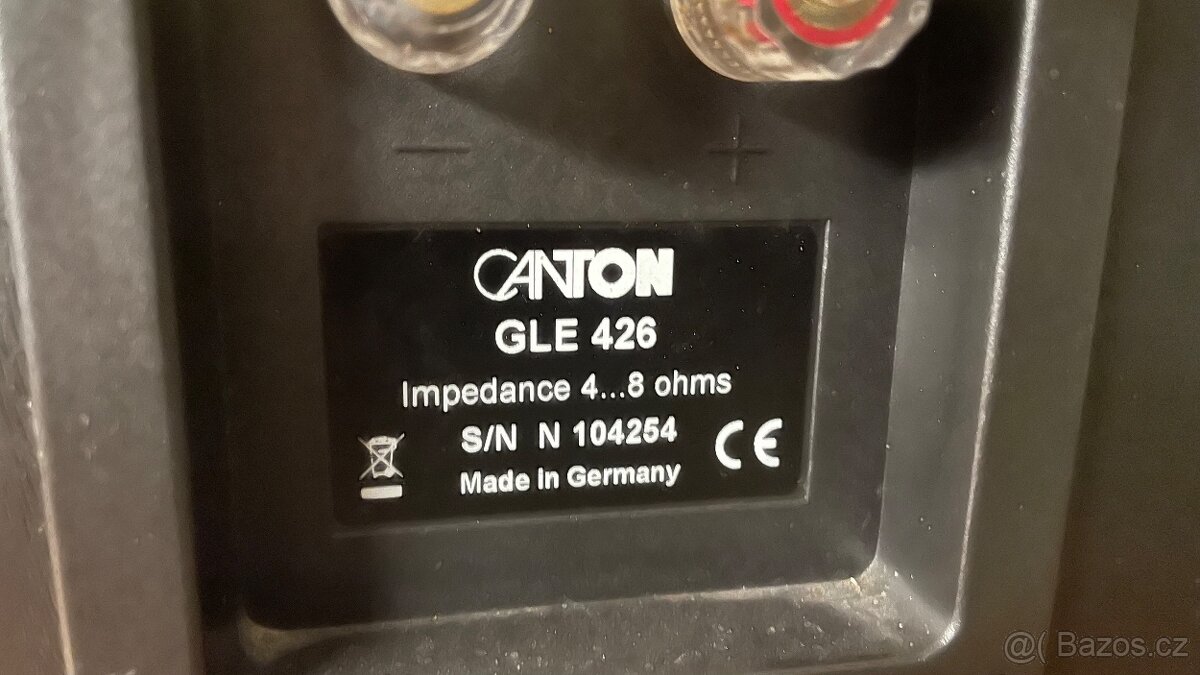 − +
CANTON
GLE 426
Impedance 4...8 ohms
S/N N 104254
Made in Germany
CE
@( Bazos.cz